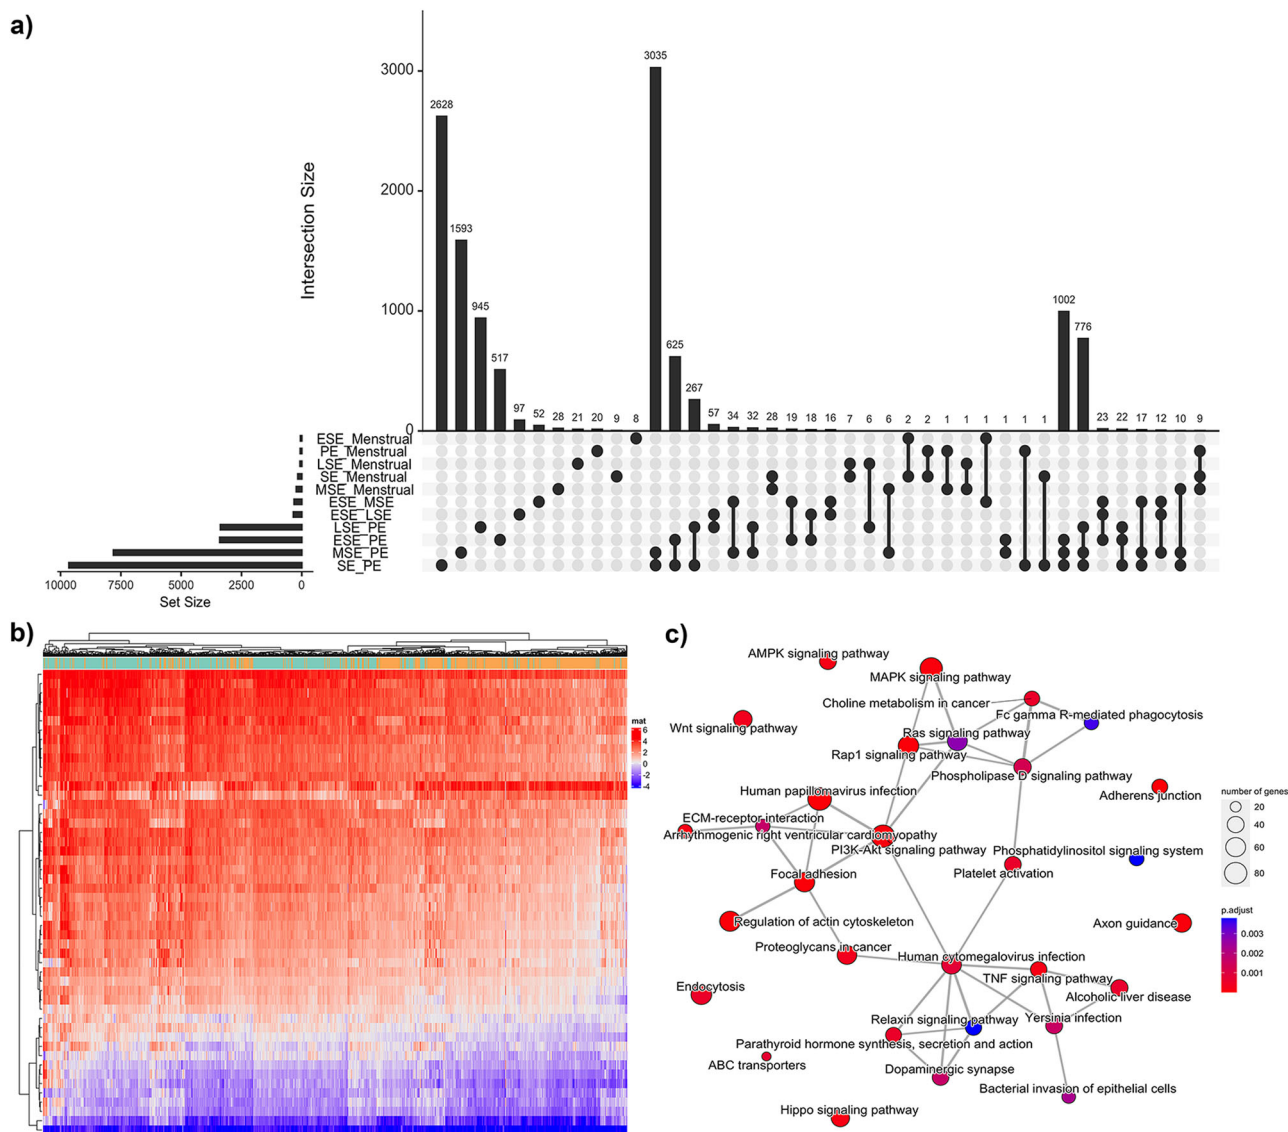 a)
Intersection Size
3000
2000
1000
0
2628
1593
945
517
97
52
28
21
20
9
8
3035
625
267
57
34
32
28
19
18
16
7
6
6
2
2
1
1
1
1
1
1
1002
776
23
22
17
12
10
9
ESE_Menstrual
PE_Menstrual
LSE_Menstrual
SE_Menstrual
MSE_Menstrual
ESE_MSE
ESE_LSE
LSE_PE
ESE_PE
MSE_PE
SE_PE
10000 7500 5000 2500 0
Set Size
b)
mat
6
4
2
0
-2
-4
c)
AMPK signaling pathway
MAPK signaling pathway
Choline metabolism in cancer
Fc gamma R-mediated phagocytosis
Wnt signaling pathway
Ras signaling pathway
Rap1 signaling pathway
Phospholipase D signaling pathway
Human papillomavirus infection
Adherens junction
ECM-receptor interaction
Arrhythmogenic right ventricular cardiomyopathy
PI3K-Akt signaling pathway
Phosphatidylinositol signaling system
Focal adhesion
Platelet activation
Regulation of actin cytoskeleton
Axon guidance
Proteoglycans in cancer
Human cytomegalovirus infection
TNF signaling pathway
Endocytosis
Alcoholic liver disease
Relaxin signaling pathway
Yersinia infection
Parathyroid hormone synthesis, secretion and action
ABC transporters
Dopaminergic synapse
Bacterial invasion of epithelial cells
Hippo signaling pathway
number of genes
20
40
60
80
p.adjust
0.003
0.002
0.001